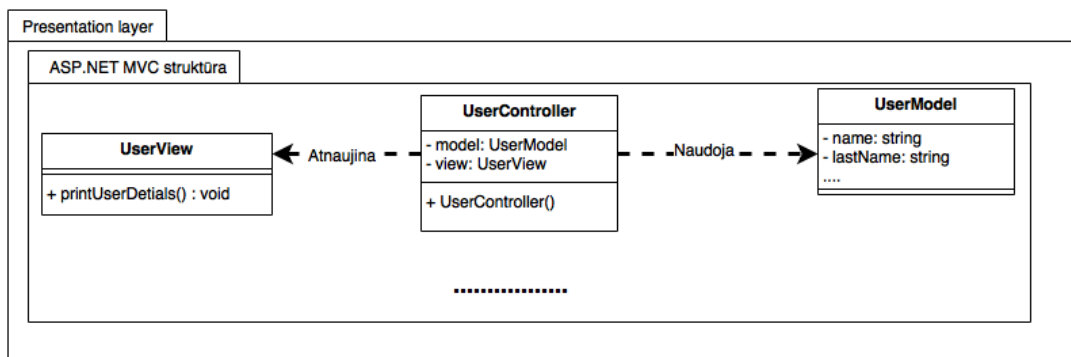 Presentation layer
ASP.NET MVC struktūra
UserView
+ printUserDetials() : void
Atnaujina
UserController
- model: UserModel
- view: UserView
+ UserController()
Naudoja
UserModel
- name: string
- lastName: string
....
.................